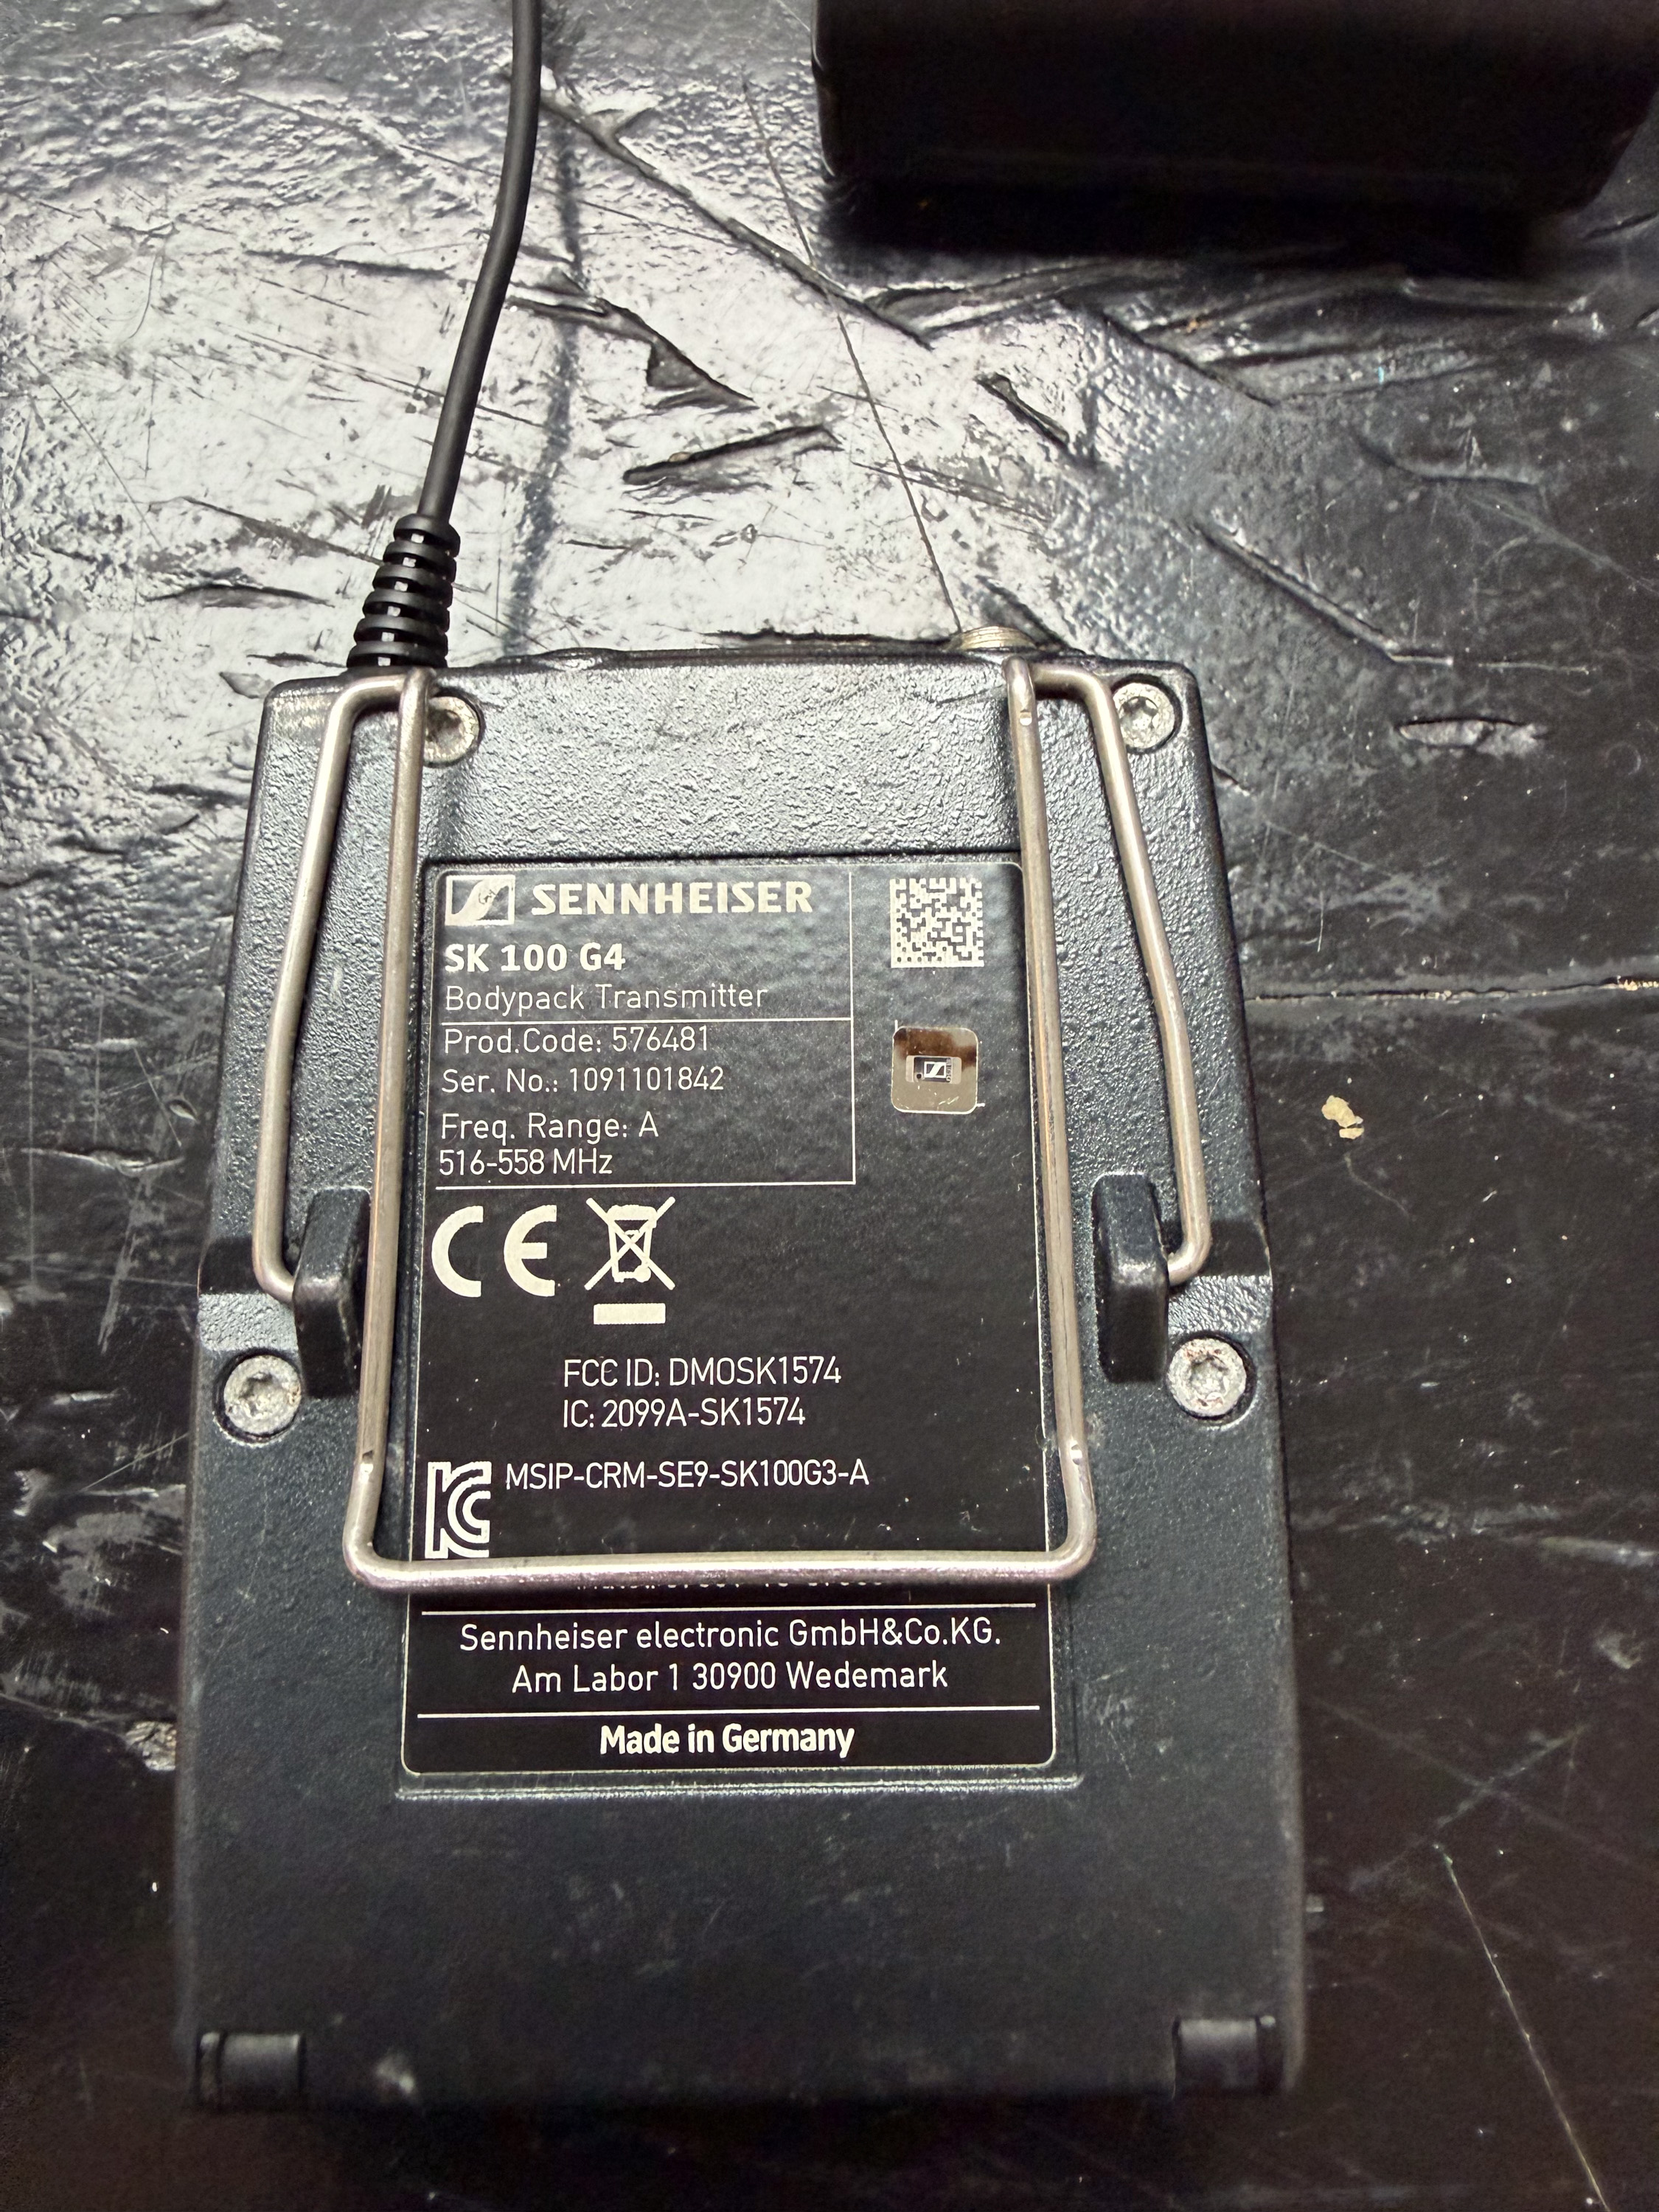 SENNHEISER
SK 100 G4
Bodypack Transmitter
Prod.Code: 576481
Ser. No.: 1091101842
Freq. Range: A
516-558 MHz
CE
FCC ID: DMOSK1574
IC: 2099A-SK1574
MSIP-CRM-SE9-SK100G3-A
Sennheiser electronic GmbH&Co.KG.
Am Labor 1 30900 Wedemark
Made in Germany